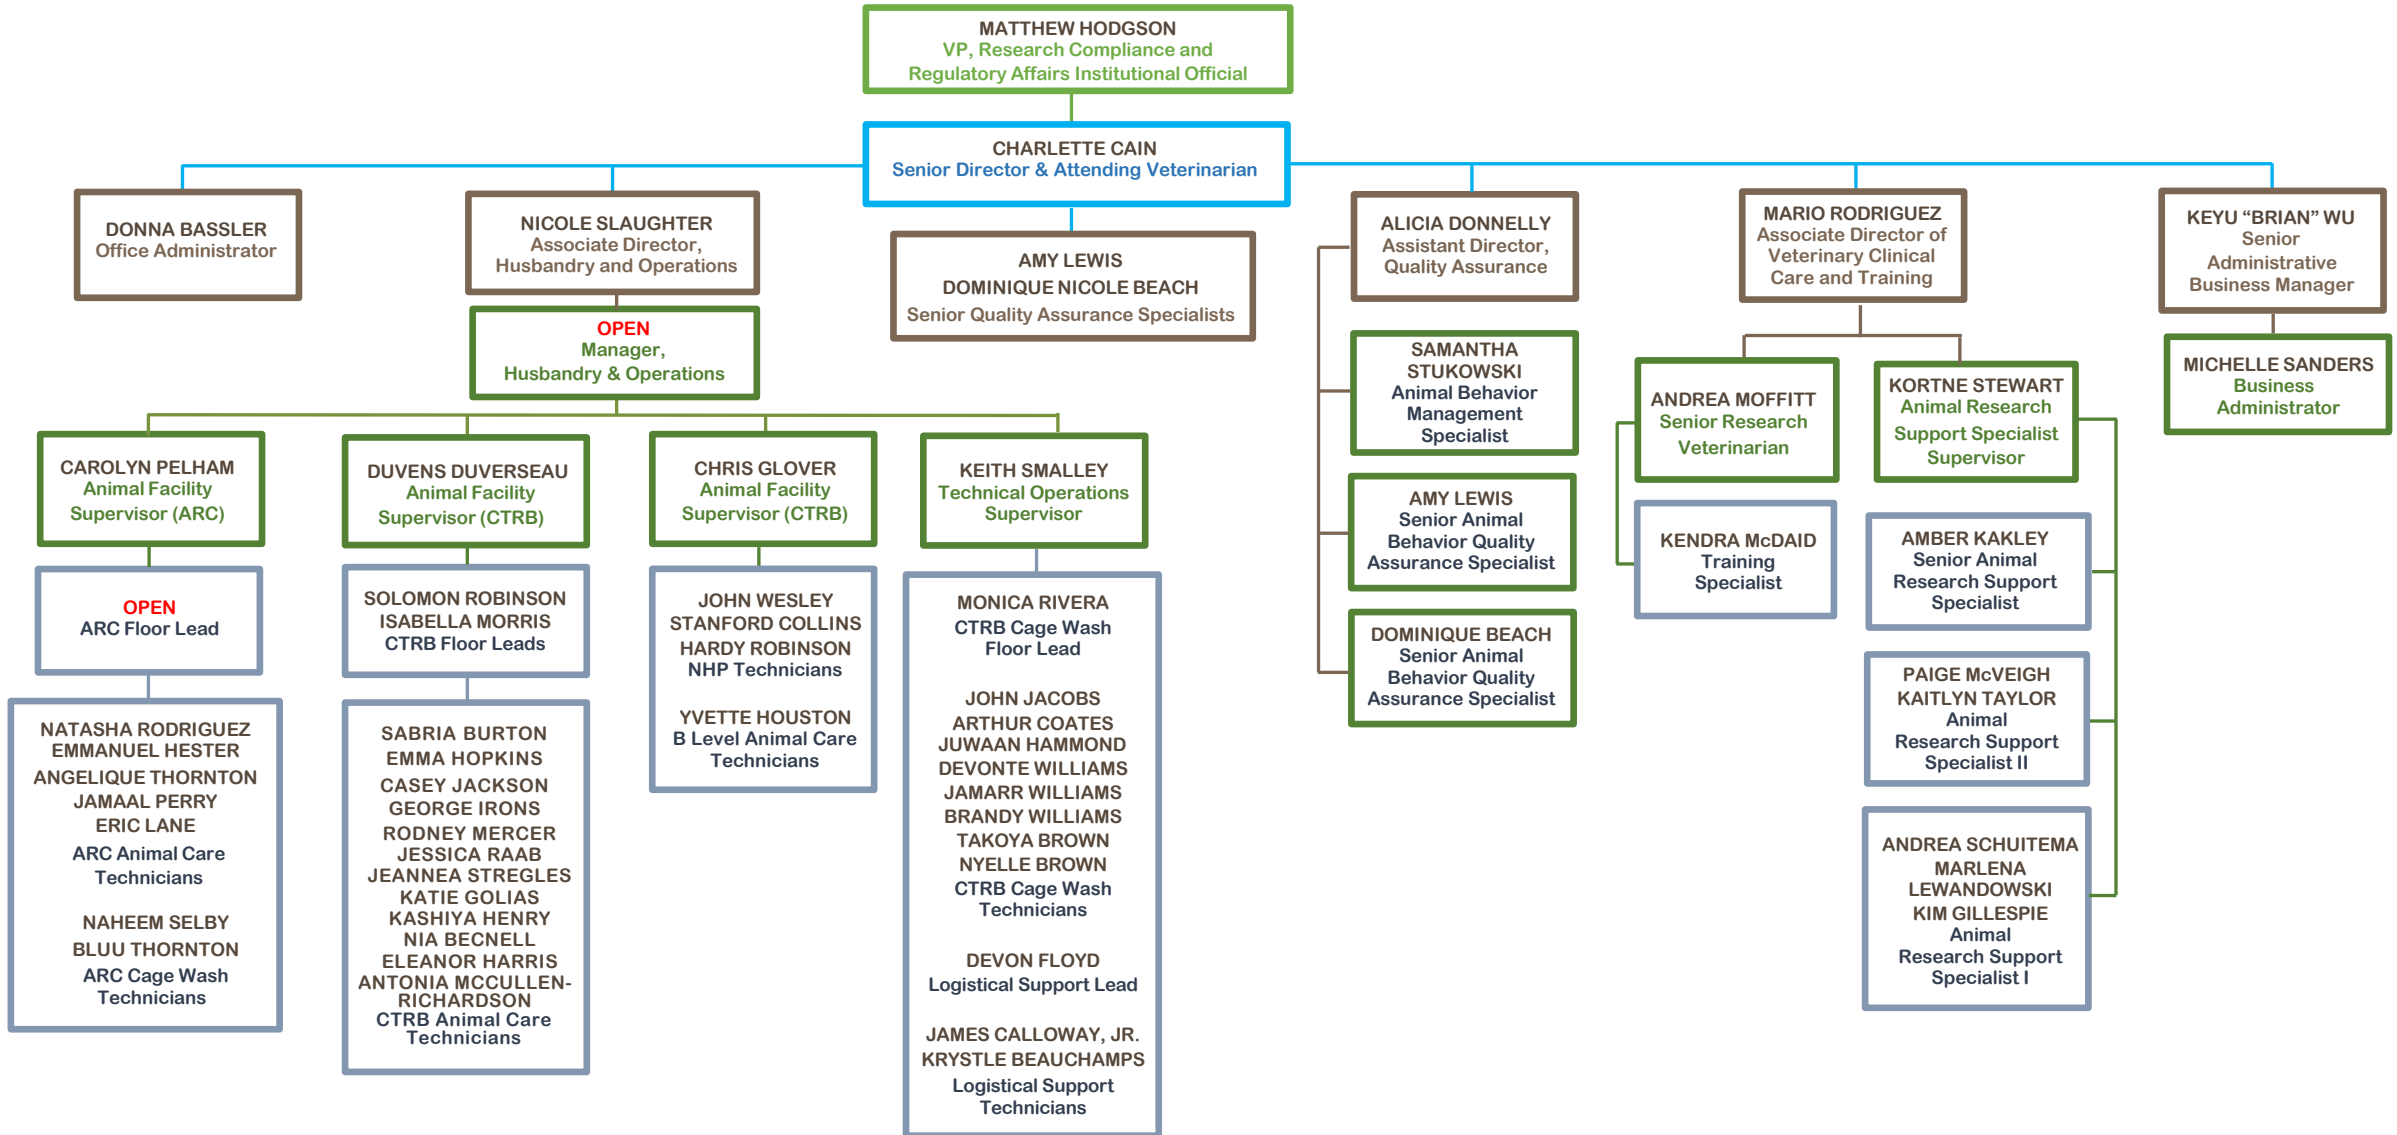 MATTHEW HODGSON
VP, Research Compliance and
Regulatory Affairs Institutional Official
CHARLETTE CAIN
Senior Director & Attending Veterinarian
DONNA BASSLER
Office Administrator
NICOLE SLAUGHTER
Associate Director,
Husbandry and Operations
AMY LEWIS
DOMINIQUE NICOLE BEACH
Senior Quality Assurance Specialists
ALICIA DONNELLY
Assistant Director,
Quality Assurance
MARIO RODRIGUEZ
Associate Director of
Veterinary Clinical
Care and Training
KEYU “BRIAN” WU
Senior
Administrative
Business Manager
OPEN
Manager,
Husbandry & Operations
SAMANTHA
STUKOWSKI
Animal Behavior
Management
Specialist
ANDREA MOFFITT
Senior Research
Veterinarian
KORTNE STEWART
Animal Research
Support Specialist
Supervisor
MICHELLE SANDERS
Business
Administrator
CAROLYN PELHAM
Animal Facility
Supervisor (ARC)
DUVENS DUVERSEAU
Animal Facility
Supervisor (CTRB)
CHRIS GLOVER
Animal Facility
Supervisor (CTRB)
KEITH SMALLEY
Technical Operations
Supervisor
AMY LEWIS
Senior Animal
Behavior Quality
Assurance Specialist
KENDRA McDAID
Training
Specialist
AMBER KAKLEY
Senior Animal
Research Support
Specialist
OPEN
ARC Floor Lead
SOLOMON ROBINSON
ISABELLA MORRIS
CTRB Floor Leads
JOHN WESLEY
STANFORD COLLINS
HARDY ROBINSON
NHP Technicians
YVETTE HOUSTON
B Level Animal Care
Technicians
MONICA RIVERA
CTRB Cage Wash
Floor Lead
JOHN JACOBS
ARTHUR COATES
JUWAAN HAMMOND
DEVONTE WILLIAMS
JAMARR WILLIAMS
BRANDY WILLIAMS
TAKOYA BROWN
NYELLE BROWN
CTRB Cage Wash
Technicians
DEVON FLOYD
Logistical Support Lead
JAMES CALLOWAY, JR.
KRYSTLE BEAUCHAMPS
Logistical Support
Technicians
DOMINIQUE BEACH
Senior Animal
Behavior Quality
Assurance Specialist
PAIGE McVEIGH
KAITLYN TAYLOR
Animal
Research Support
Specialist II
NATASHA RODRIGUEZ
EMMANUEL HESTER
ANGELIQUE THORNTON
JAMAAL PERRY
ERIC LANE
ARC Animal Care
Technicians
NAHEEM SELBY
BLUU THORNTON
ARC Cage Wash
Technicians
SABRIA BURTON
EMMA HOPKINS
CASEY JACKSON
GEORGE IRONS
RODNEY MERCER
JESSICA RAAB
JEANNEA STREGLES
KATIE GOLIAS
KASHIYA HENRY
NIA BECNELL
ELEANOR HARRIS
ANTONIA MCCULLEN-
RICHARDSON
CTRB Animal Care
Technicians
ANDREA SCHUITEMA
MARLENA
LEWANDOWSKI
KIM GILLESPIE
Animal
Research Support
Specialist I